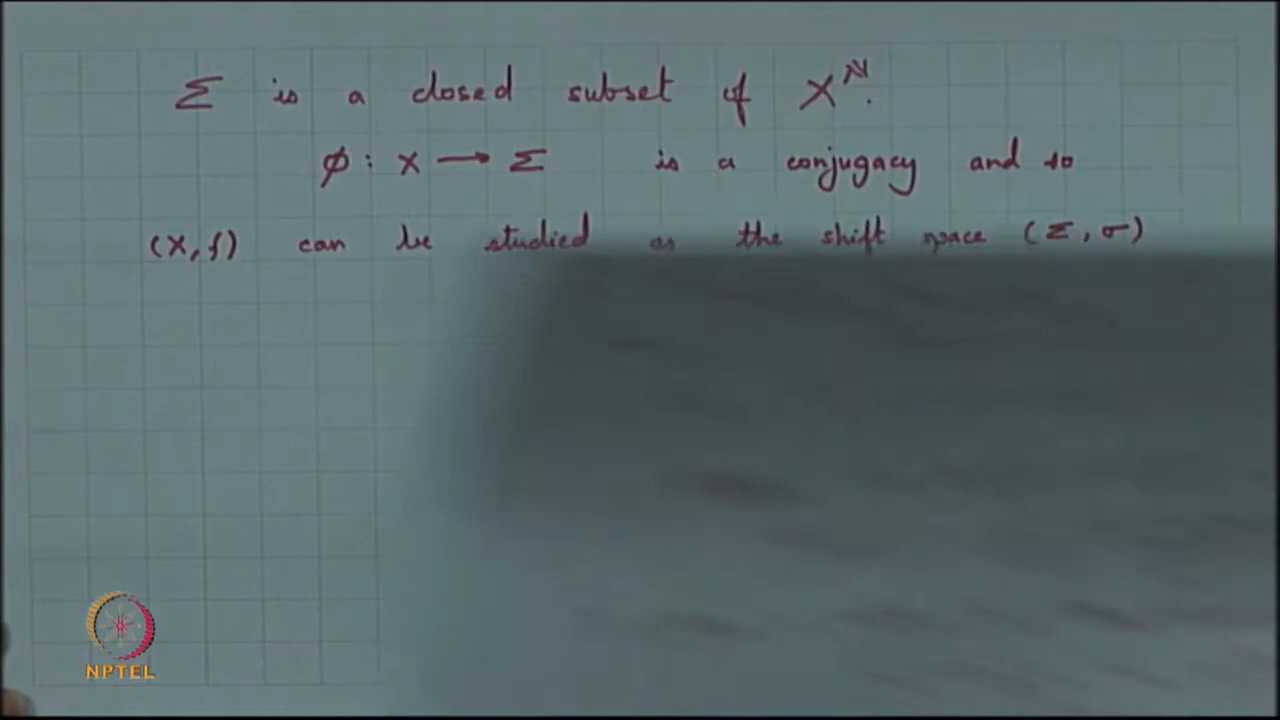 Σ is a closed subset of X^ℕ.
φ : X → Σ is a conjugacy and so
(X, f) can be studied as the shift space (Σ, σ)
NPTEL